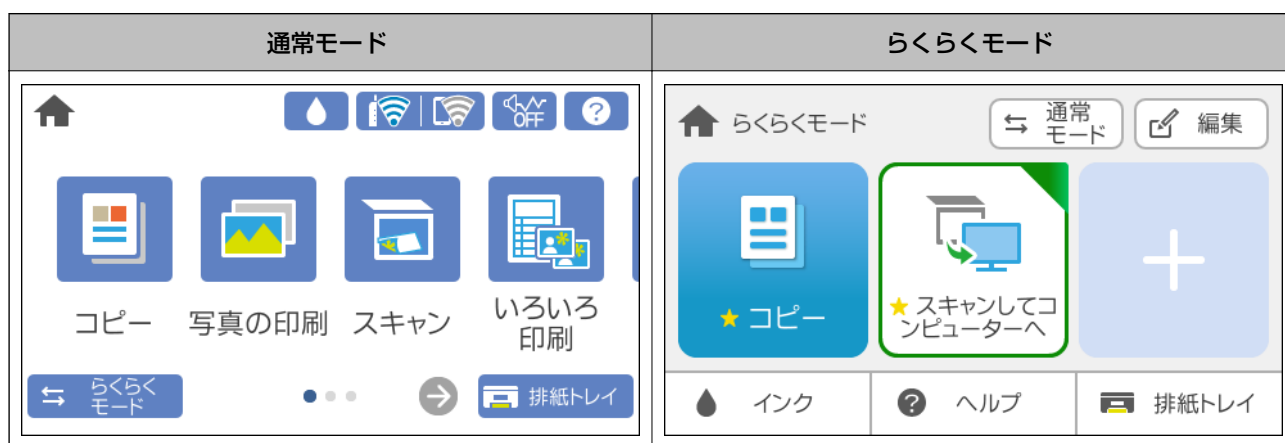 通常モード
らくらくモード
OFF
?
コピー
写真の印刷
スキャン
いろいろ
印刷
らくらく
モード
排紙トレイ
らくらくモード
通常
モード
編集
★ コピー
★ スキャンしてコ
ンピューターへ
インク
? ヘルプ
排紙トレイ